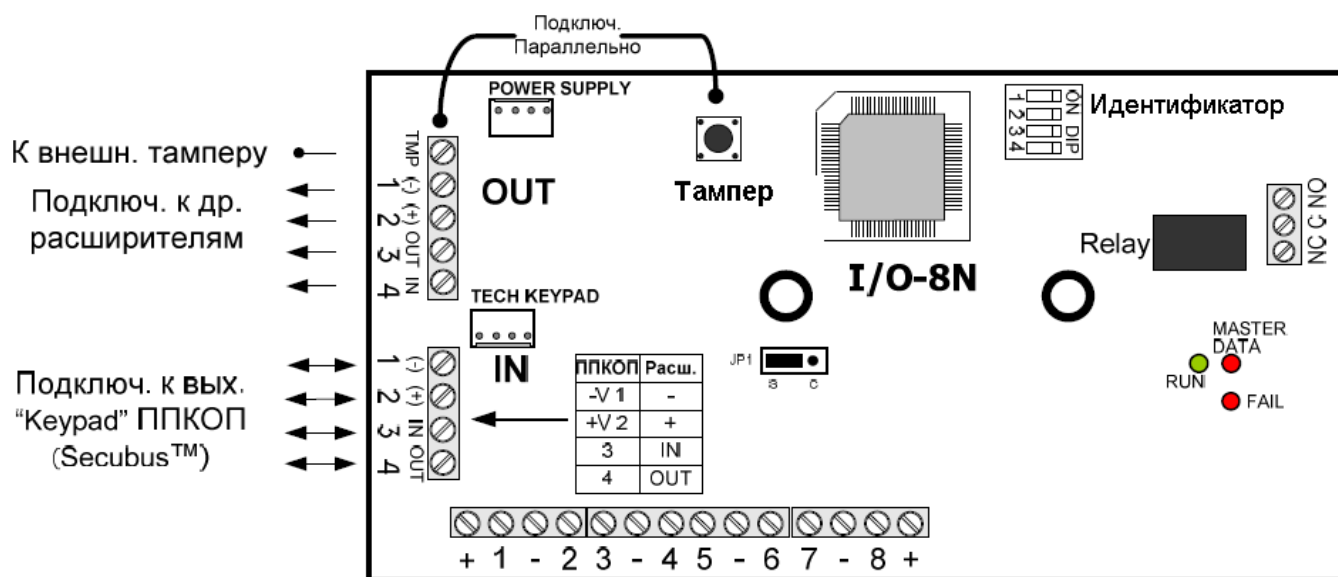 Подключ.
Параллельно
POWER SUPPLY
1 2 3 4
ON DIP
Идентификатор
К внешн. тамперу
Подключ. к др.
расширителям
TMP
1 (-)
2 (+)
3 OUT
4 IN
OUT
Тампер
I/O-8N
Relay
NO
C
NC
TECH KEYPAD
IN
JP1
S C
MASTER
DATA
RUN
FAIL
Подключ. к вых.
“Keypad” ППКОП
(Secubus™)
1 (-)
2 (+)
3 IN
4 OUT
ППКОП Расш.
-V 1 -
+V 2 +
3 IN
4 OUT
+ 1 - 2 3 - 4 5 - 6 7 - 8 +